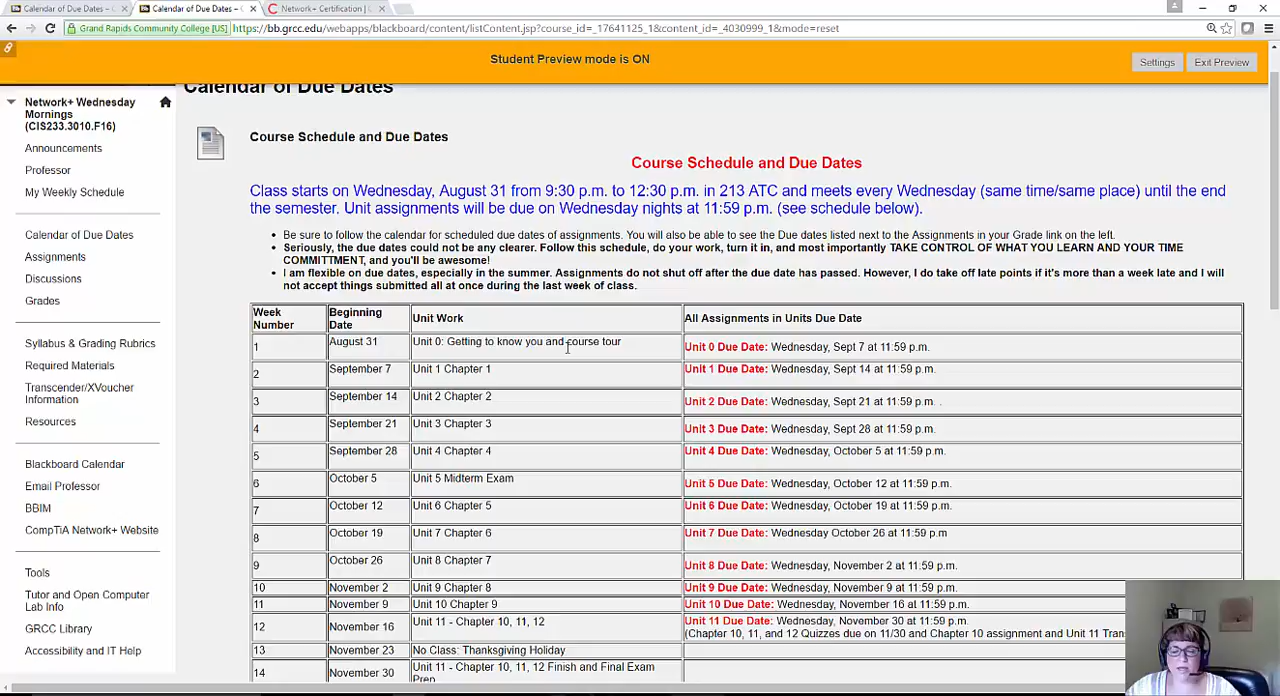 Calendar of Due Dates –
Calendar of Due Dates –
Network+ Certification |
Grand Rapids Community College [US]
https://bb.grcc.edu/webapps/blackboard/content/listContent.jsp?course_id=_17641125_1&content_id=_4030999_1&mode=reset
Student Preview mode is ON
Settings
Exit Preview
Network+ Wednesday
Mornings
(CIS233.3010.F16)
Announcements
Professor
My Weekly Schedule
Calendar of Due Dates
Assignments
Discussions
Grades
Syllabus & Grading Rubrics
Required Materials
Transcender/XVoucher
Information
Resources
Blackboard Calendar
Email Professor
BBIM
CompTIA Network+ Website
Tools
Tutor and Open Computer
Lab Info
GRCC Library
Accessibility and IT Help
Calendar of Due Dates
Course Schedule and Due Dates
Course Schedule and Due Dates
Class starts on Wednesday, August 31 from 9:30 p.m. to 12:30 p.m. in 213 ATC and meets every Wednesday (same time/same place) until the end
the semester. Unit assignments will be due on Wednesday nights at 11:59 p.m. (see schedule below).
• Be sure to follow the calendar for scheduled due dates of assignments. You will also be able to see the Due dates listed next to the Assignments in your Grade link on the left.
• Seriously, the due dates could not be any clearer. Follow this schedule, do your work, turn it in, and most importantly TAKE CONTROL OF WHAT YOU LEARN AND YOUR TIME
COMMITTMENT, and you'll be awesome!
• I am flexible on due dates, especially in the summer. Assignments do not shut off after the due date has passed. However, I do take off late points if it's more than a week late and I will
not accept things submitted all at once during the last week of class.
Week Number Beginning Date Unit Work All Assignments in Units Due Date
1 August 31 Unit 0: Getting to know you and course tour Unit 0 Due Date: Wednesday, Sept 7 at 11:59 p.m.
2 September 7 Unit 1 Chapter 1 Unit 1 Due Date: Wednesday, Sept 14 at 11:59 p.m.
3 September 14 Unit 2 Chapter 2 Unit 2 Due Date: Wednesday, Sept 21 at 11:59 p.m. .
4 September 21 Unit 3 Chapter 3 Unit 3 Due Date: Wednesday, Sept 28 at 11:59 p.m.
5 September 28 Unit 4 Chapter 4 Unit 4 Due Date: Wednesday, October 5 at 11:59 p.m.
6 October 5 Unit 5 Midterm Exam Unit 5 Due Date: Wednesday, October 12 at 11:59 p.m.
7 October 12 Unit 6 Chapter 5 Unit 6 Due Date: Wednesday, October 19 at 11:59 p.m.
8 October 19 Unit 7 Chapter 6 Unit 7 Due Date: Wednesday October 26 at 11:59 p.m
9 October 26 Unit 8 Chapter 7 Unit 8 Due Date: Wednesday, November 2 at 11:59 p.m.
10 November 2 Unit 9 Chapter 8 Unit 9 Due Date: Wednesday, November 9 at 11:59 p.m.
11 November 9 Unit 10 Chapter 9 Unit 10 Due Date: Wednesday, November 16 at 11:59 p.m.
12 November 16 Unit 11 - Chapter 10, 11, 12 Unit 11 Due Date: Wednesday, November 30 at 11:59 p.m.
(Chapter 10, 11, and 12 Quizzes due on 11/30 and Chapter 10 assignment and Unit 11 Tran
13 November 23 No Class: Thanksgiving Holiday
14 November 30 Unit 11 - Chapter 10, 11, 12 Finish and Final Exam
Prep